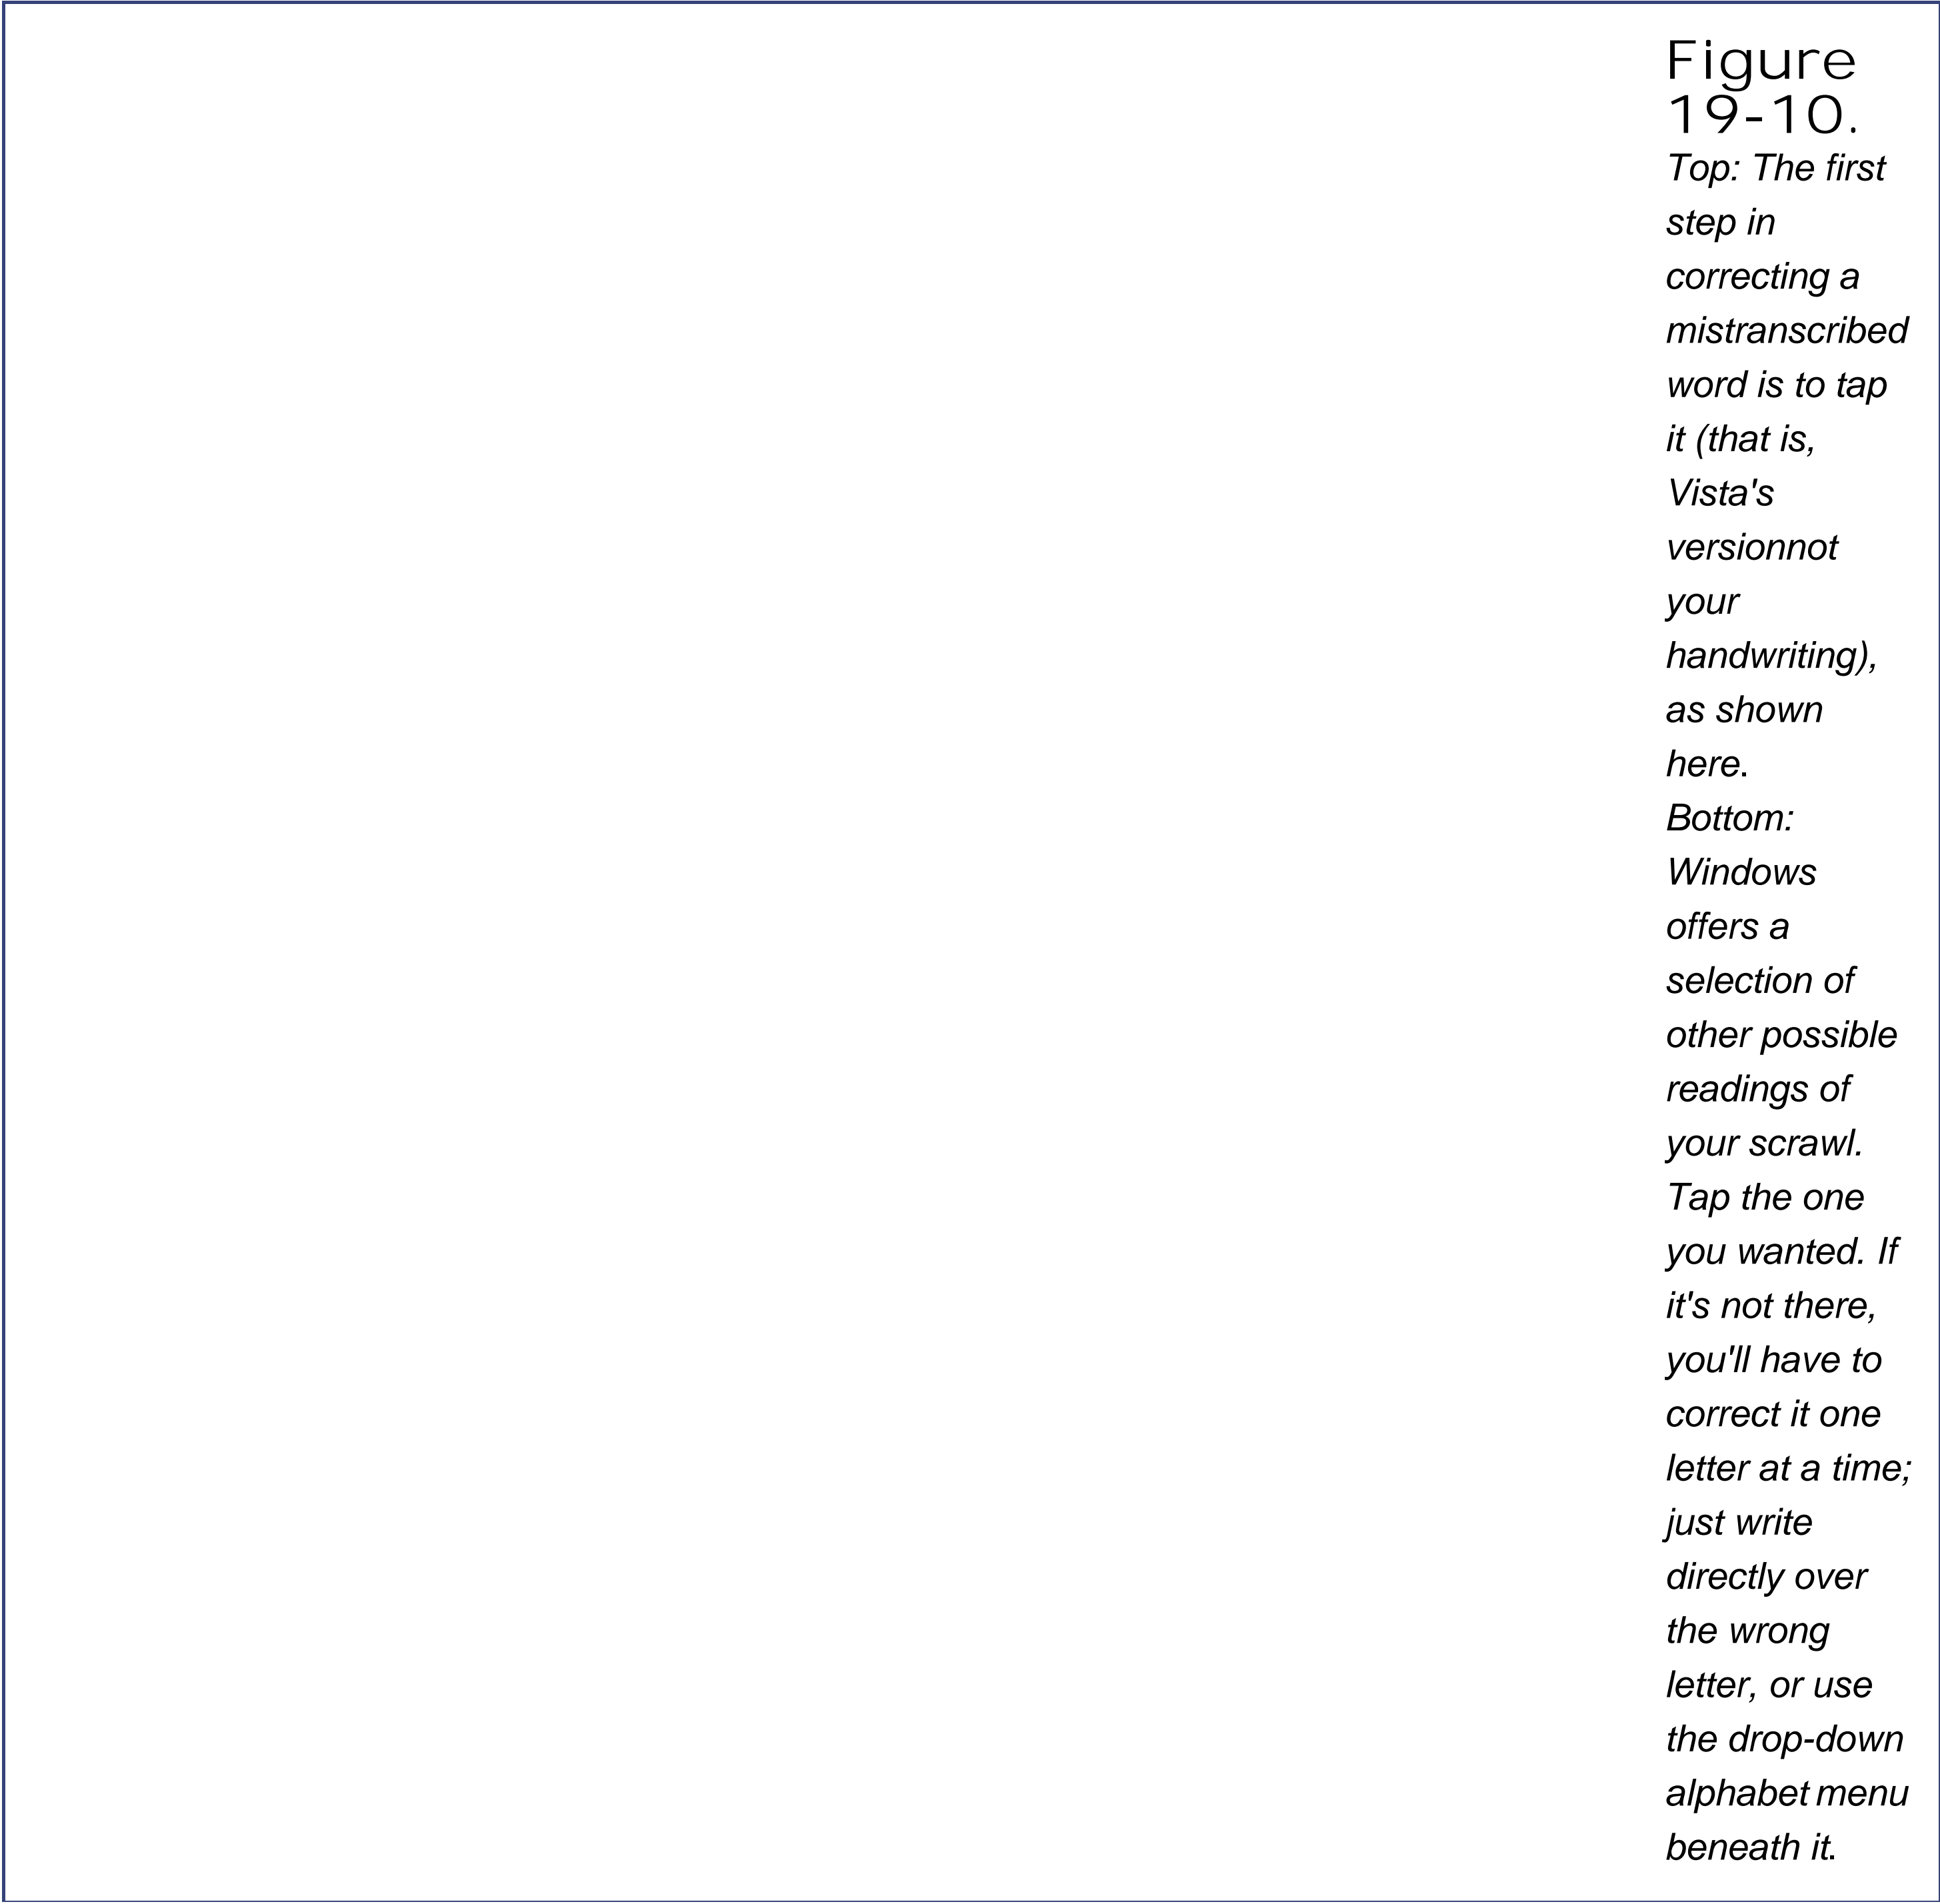 Figure
19-10.
Top: The first
step in
correcting a
mistranscribed
word is to tap
it (that is,
Vista's
versionnot
your
handwriting),
as shown
here.
Bottom:
Windows
offers a
selection of
other possible
readings of
your scrawl.
Tap the one
you wanted. If
it's not there,
you'll have to
correct it one
letter at a time;
just write
directly over
the wrong
letter, or use
the drop-down
alphabet menu
beneath it.